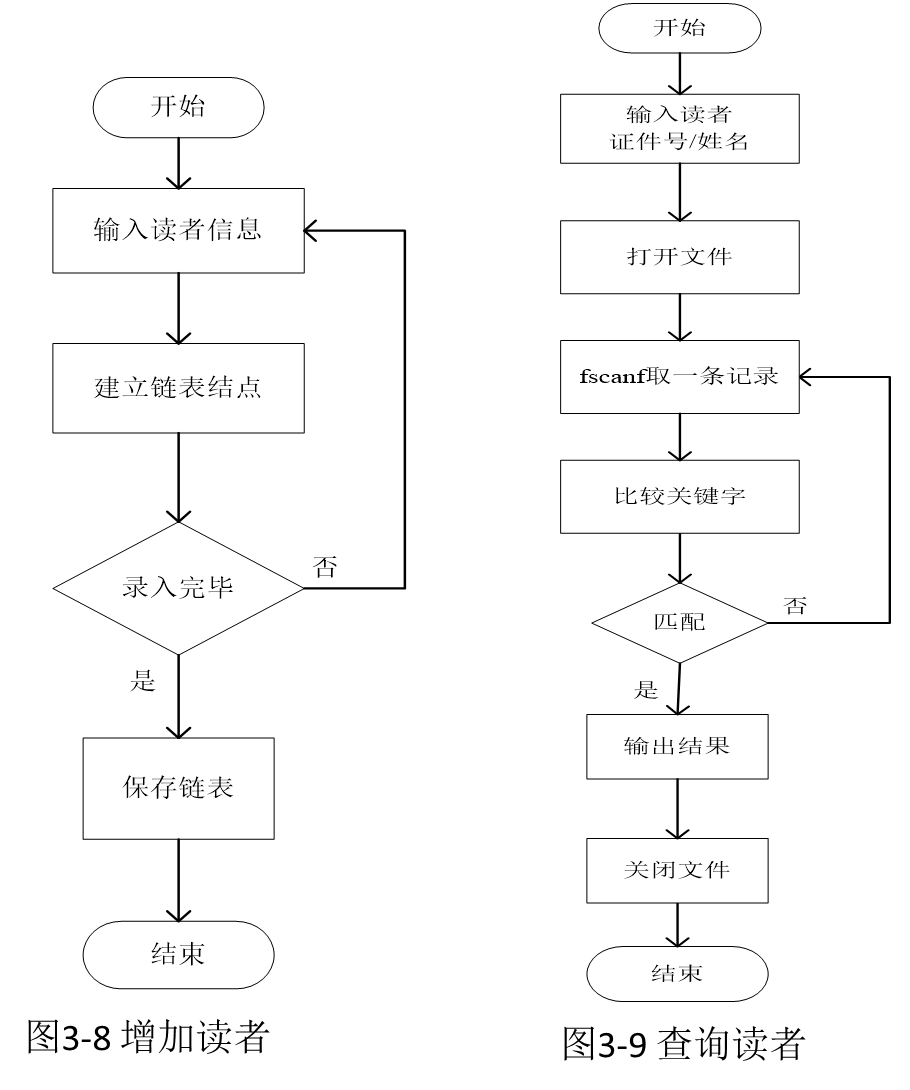 开始
输入读者信息
建立链表结点
录入完毕
否
是
保存链表
结束
图3-8 增加读者
开始
输入读者
证件号/姓名
打开文件
fscanf取一条记录
比较关键字
匹配
否
是
输出结果
关闭文件
结束
图3-9 查询读者